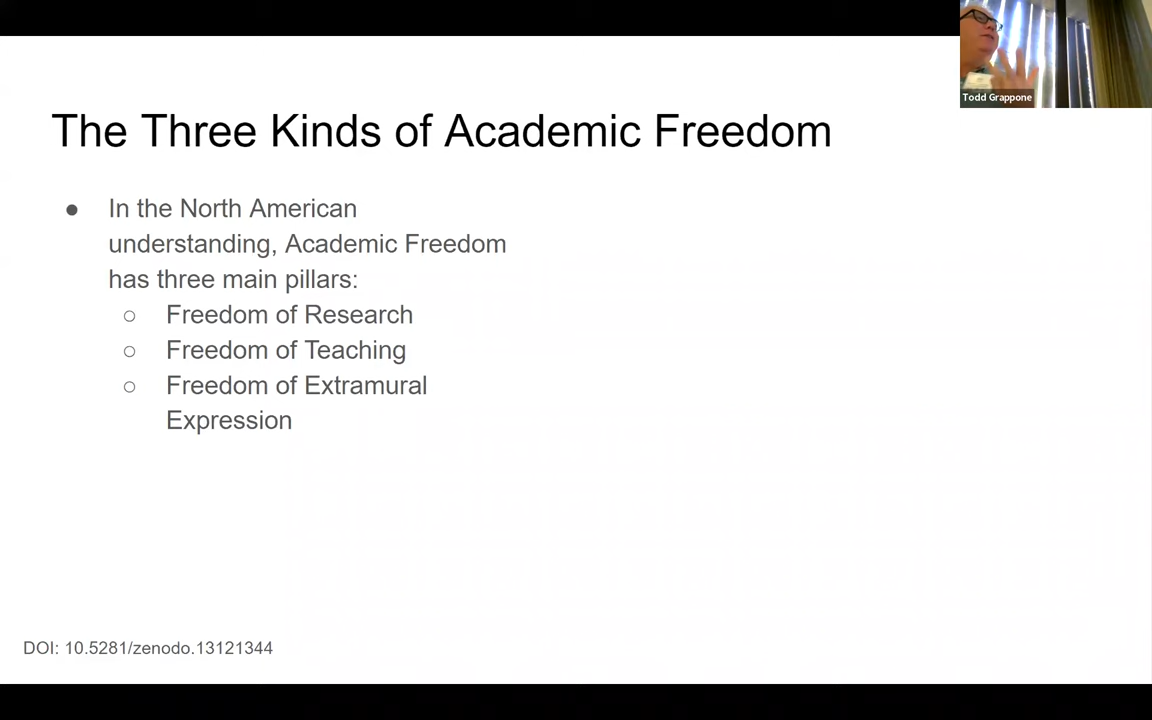 The Three Kinds of Academic Freedom
● In the North American
understanding, Academic Freedom
has three main pillars:
○ Freedom of Research
○ Freedom of Teaching
○ Freedom of Extramural
Expression
DOI: 10.5281/zenodo.13121344
Todd Grappone